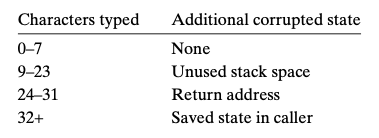 Characters typed Additional corrupted state
0–7 None
9–23 Unused stack space
24–31 Return address
32+ Saved state in caller